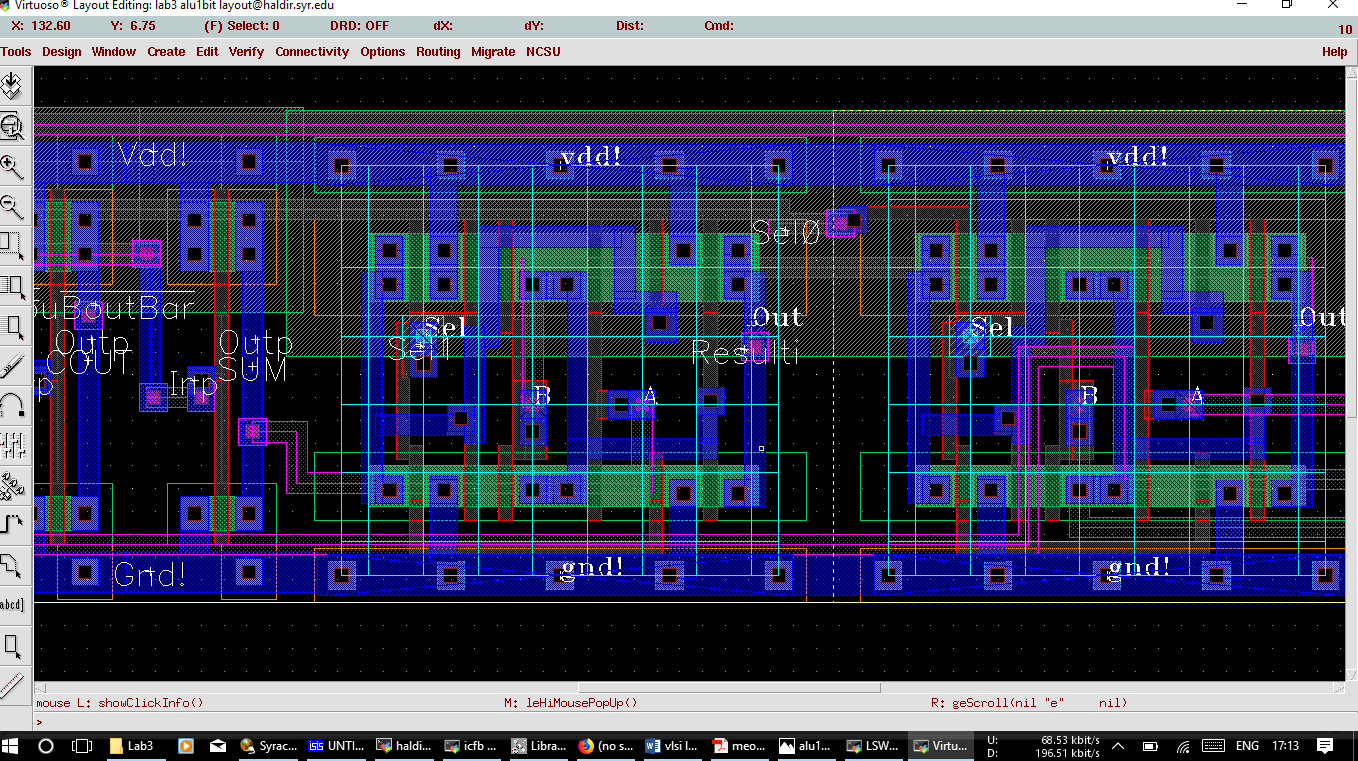 Virtuoso® Layout Editing: lab3 alu1bit layout@haldir.syr.edu
X: 132.60 Y: 6.75 (F) Select: 0 DRD: OFF dX: dY: Dist: Cmd: 10
Tools Design Window Create Edit Verify Connectivity Options Routing Migrate NCSU Help
Vdd! vdd! vdd!
Sel0
BoutBar
Sel Out Sel Out
Outp Outp
COUT SUM Resulti
Inp
B A B A
Gnd! gnd! gnd!
abcd
mouse L: showClickInfo() M: leHiMousePopUp() R: geScroll(nil "e" nil)
>
Lab3 Syrac... UNTI... haldi... icfb ... Libra... (no s... vlsi l... meo... alu1... LSW... Virtu... U: 68.53 kbit/s D: 196.51 kbit/s ENG 17:13